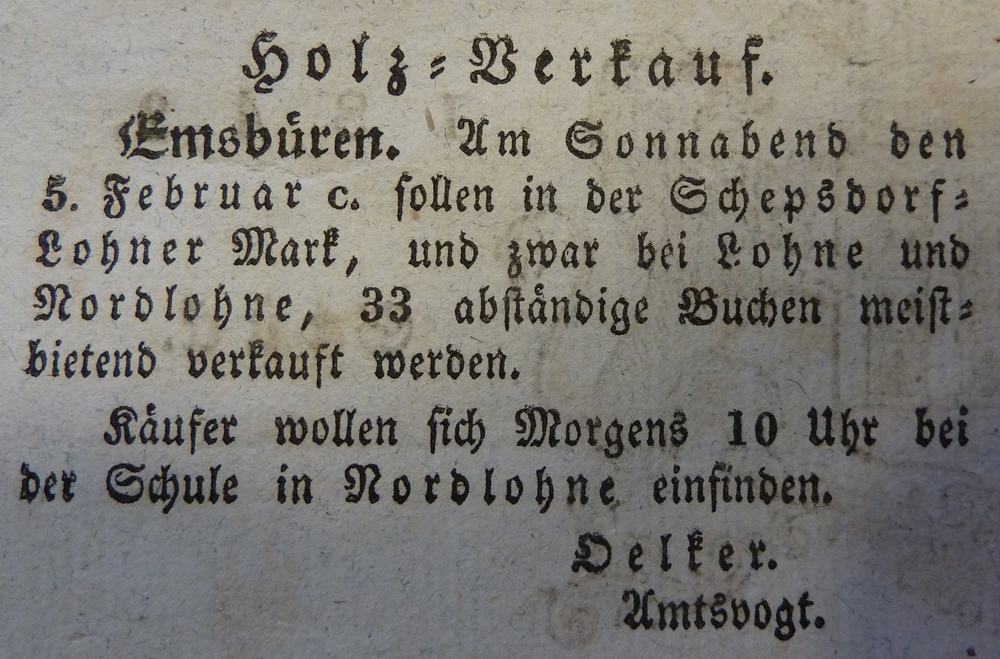 Holz-Verkauf.
Emsbüren. Am Sonnabend den
5. Februar c. sollen in der Schepsdorf-
Lohner Mark, und zwar bei Lohne und
Nordlohne, 33 abständige Buchen meist-
bietend verkauft werden.
Käufer wollen sich Morgens 10 Uhr bei
der Schule in Nordlohne einfinden.
Oelker.
Amtsvogt.